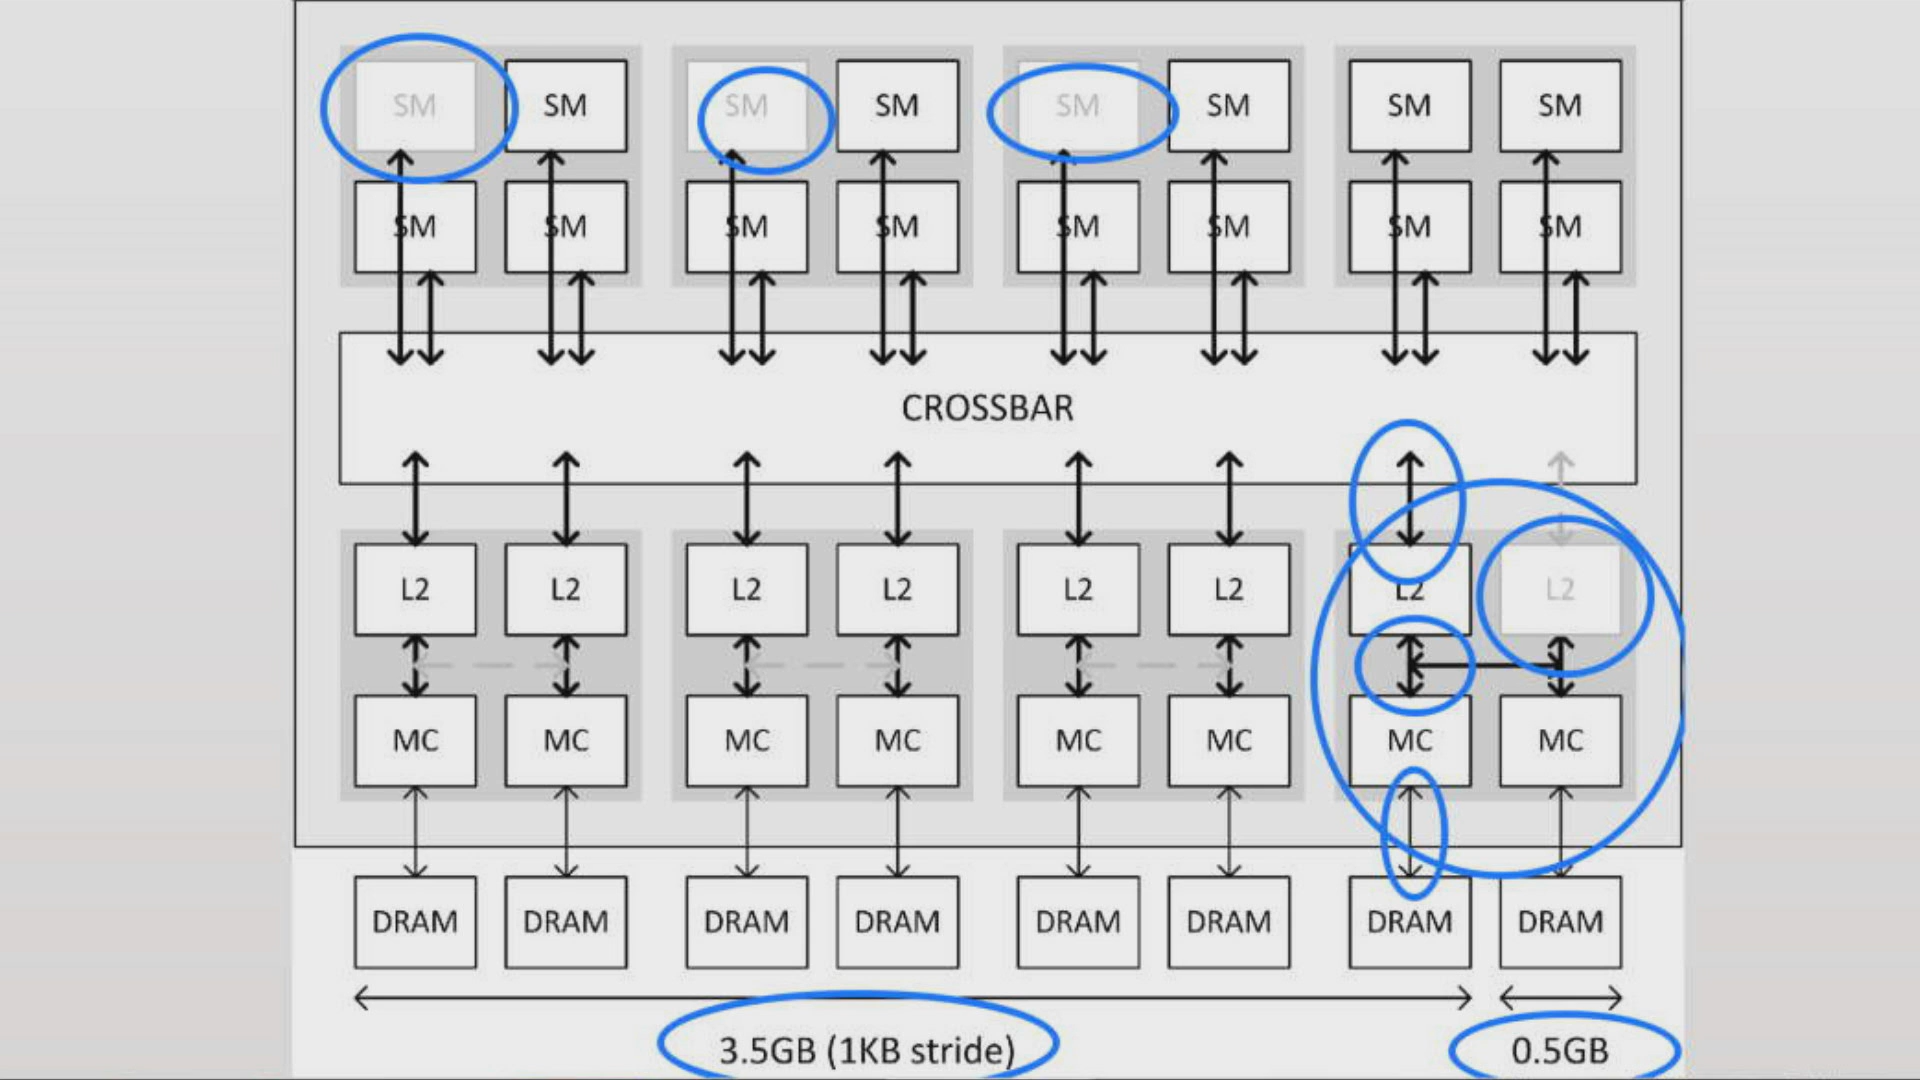 SM SM SM SM SM SM SM SM
SM SM SM SM SM SM SM SM
CROSSBAR
L2 L2 L2 L2 L2 L2 L2 L2
MC MC MC MC MC MC MC MC
DRAM DRAM DRAM DRAM DRAM DRAM DRAM DRAM
3.5GB (1KB stride) 0.5GB